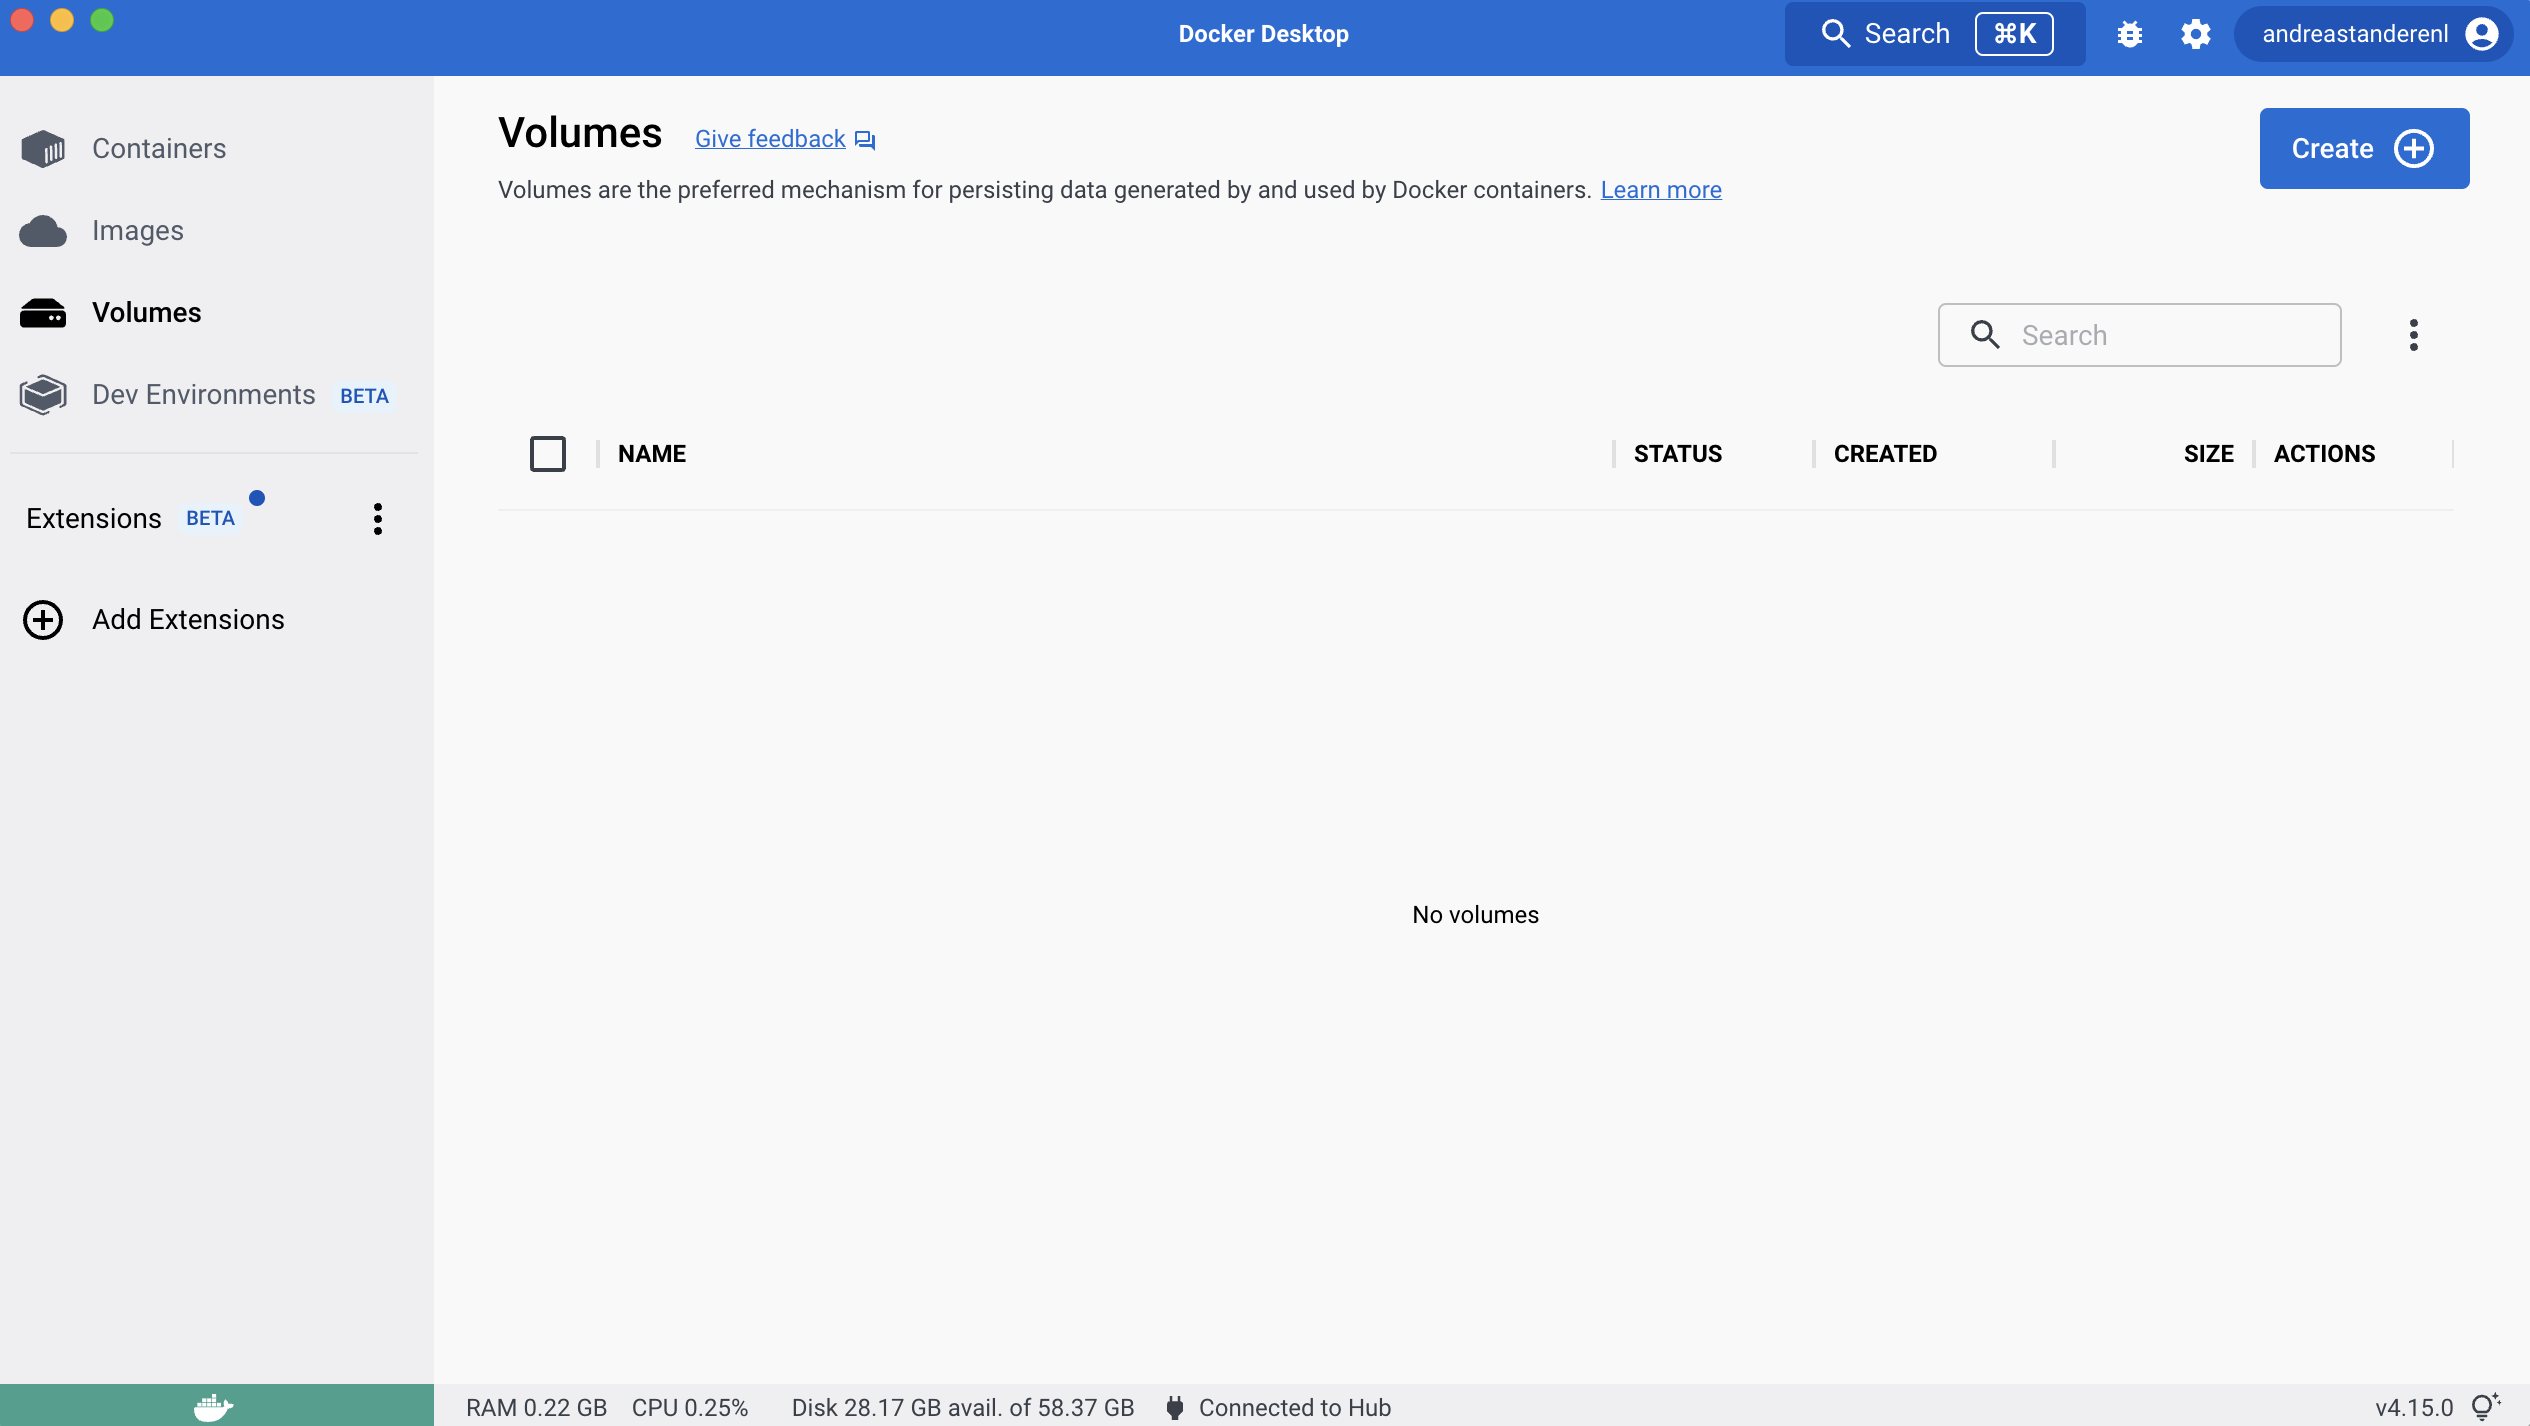 Docker Desktop
Search ⌘K
andreastanderenl
Containers
Images
Volumes
Dev Environments BETA
Extensions BETA
Add Extensions
Volumes Give feedback
Volumes are the preferred mechanism for persisting data generated by and used by Docker containers. Learn more
Create
Search
NAME STATUS CREATED SIZE ACTIONS
No volumes
RAM 0.22 GB CPU 0.25% Disk 28.17 GB avail. of 58.37 GB Connected to Hub v4.15.0